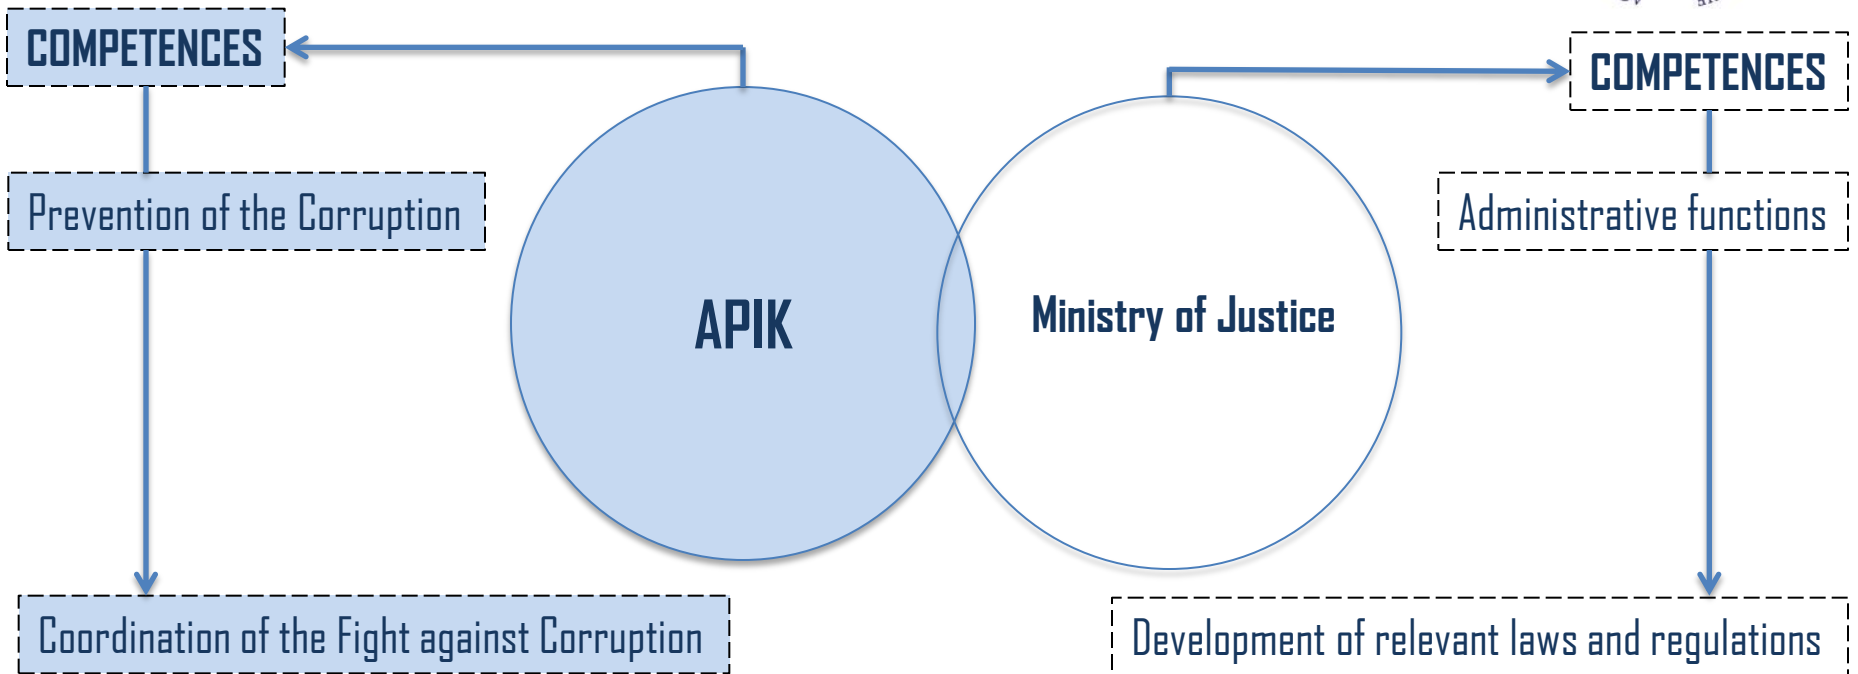 COMPETENCES
COMPETENCES
Prevention of the Corruption
Administrative functions
APIK
Ministry of Justice
Coordination of the Fight against Corruption
Development of relevant laws and regulations